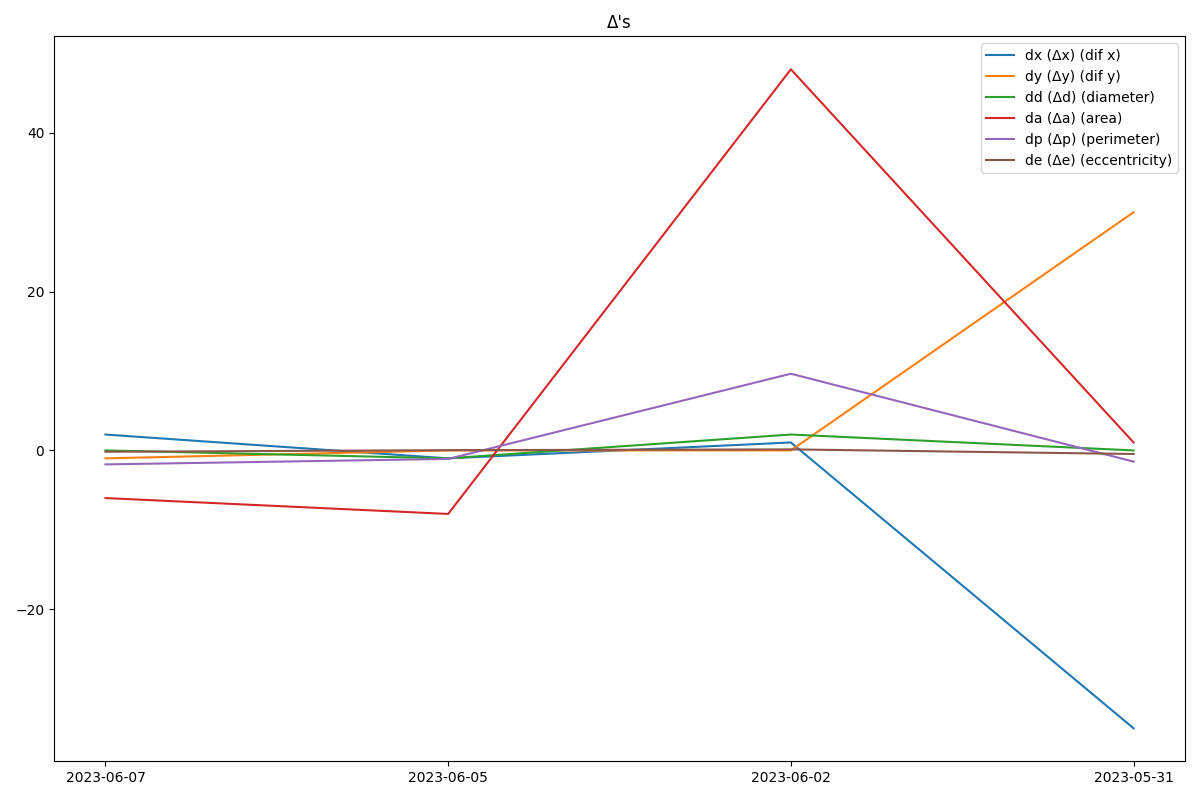 Δ's
dx (Δx) (dif x)
dy (Δy) (dif y)
dd (Δd) (diameter)
da (Δa) (area)
dp (Δp) (perimeter)
de (Δe) (eccentricity)
40
20
0
−20
2023-06-07 2023-06-05 2023-06-02 2023-05-31